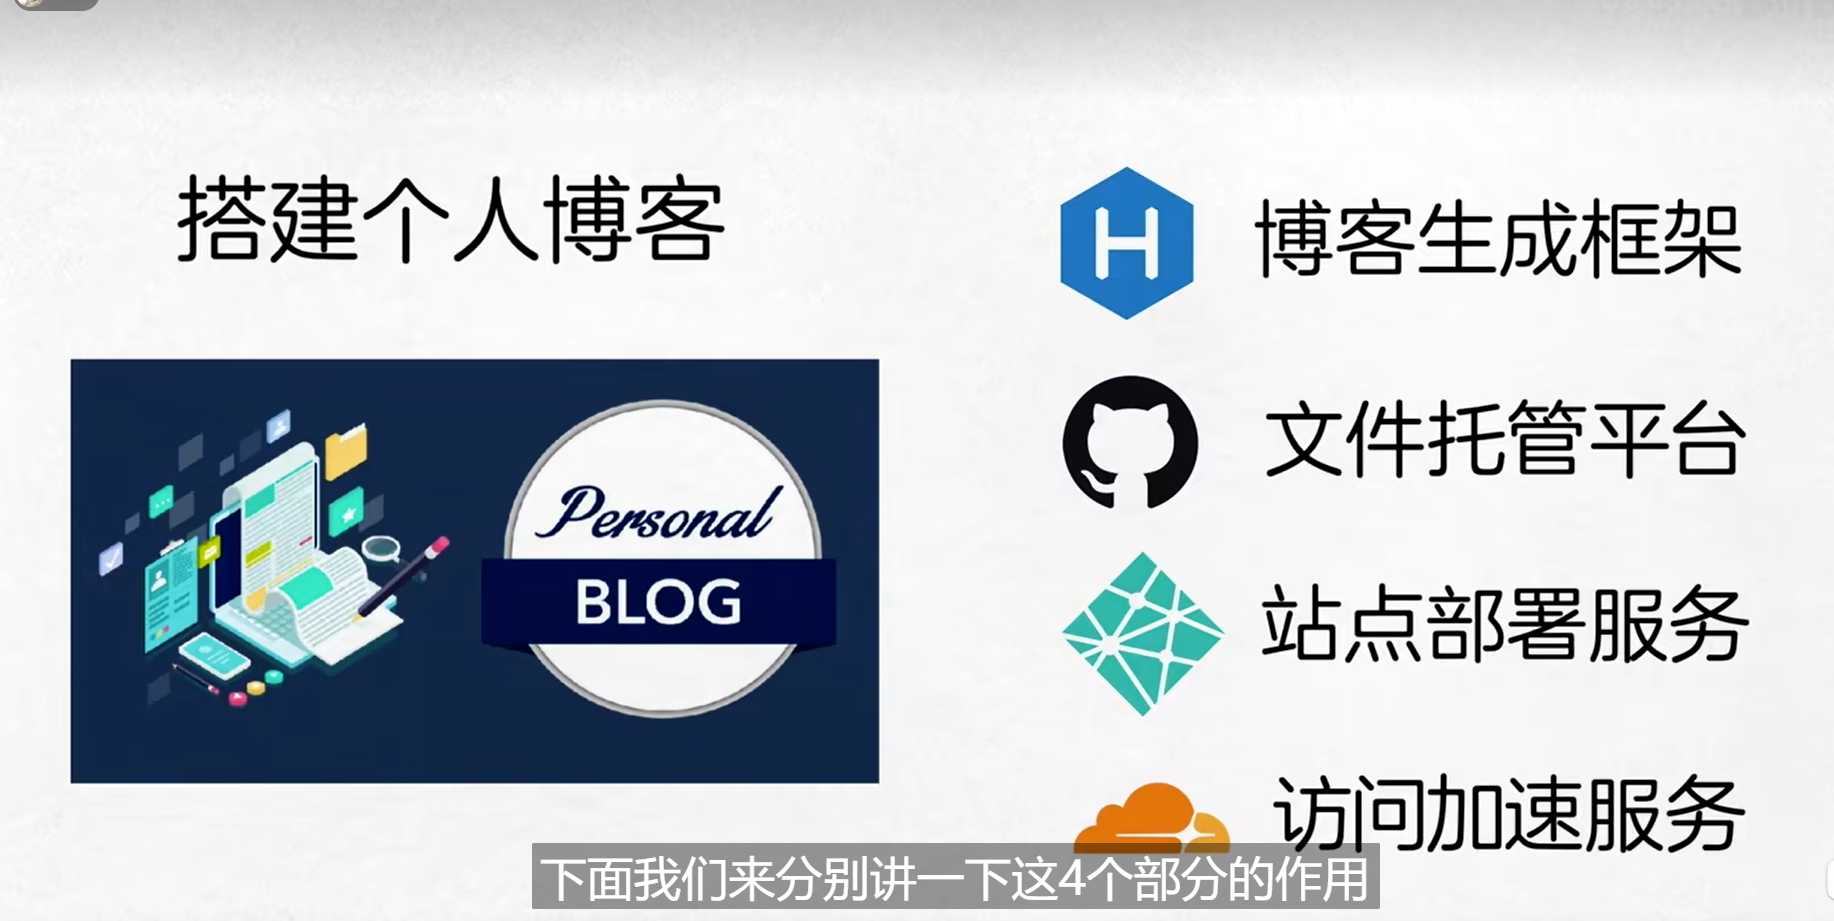 搭建个人博客
Personal
BLOG
H
博客生成框架
文件托管平台
站点部署服务
访问加速服务
下面我们来分别讲一下这4个部分的作用